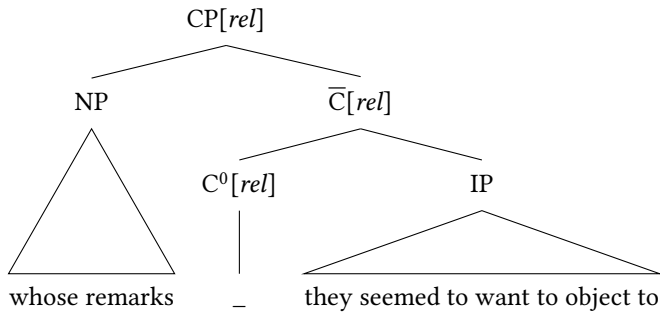 CP[rel]
NP C̅[rel]
C⁰[rel] IP
whose remarks _ they seemed to want to object to